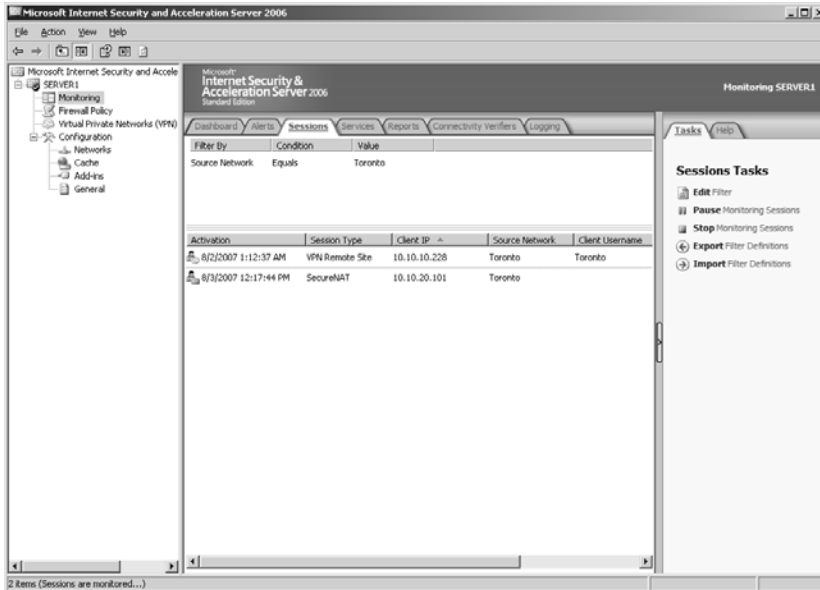 Microsoft Internet Security and Acceleration Server 2006
File Action View Help
Microsoft Internet Security and Accele
SERVER1
Monitoring
Firewall Policy
Virtual Private Networks (VPN)
Configuration
Networks
Cache
Add-ins
General
Microsoft
Internet Security &
Acceleration Server 2006
Standard Edition
Monitoring SERVER1
Dashboard Alerts Sessions Services Reports Connectivity Verifiers Logging
Filter By Condition Value
Source Network Equals Toronto
Activation Session Type Client IP Source Network Client Username
8/2/2007 1:12:37 AM VPN Remote Site 10.10.10.228 Toronto Toronto
8/3/2007 12:17:44 PM SecureNAT 10.10.20.101 Toronto
Tasks Help
Sessions Tasks
Edit Filter
Pause Monitoring Sessions
Stop Monitoring Sessions
Export Filter Definitions
Import Filter Definitions
2 items (Sessions are monitored...)